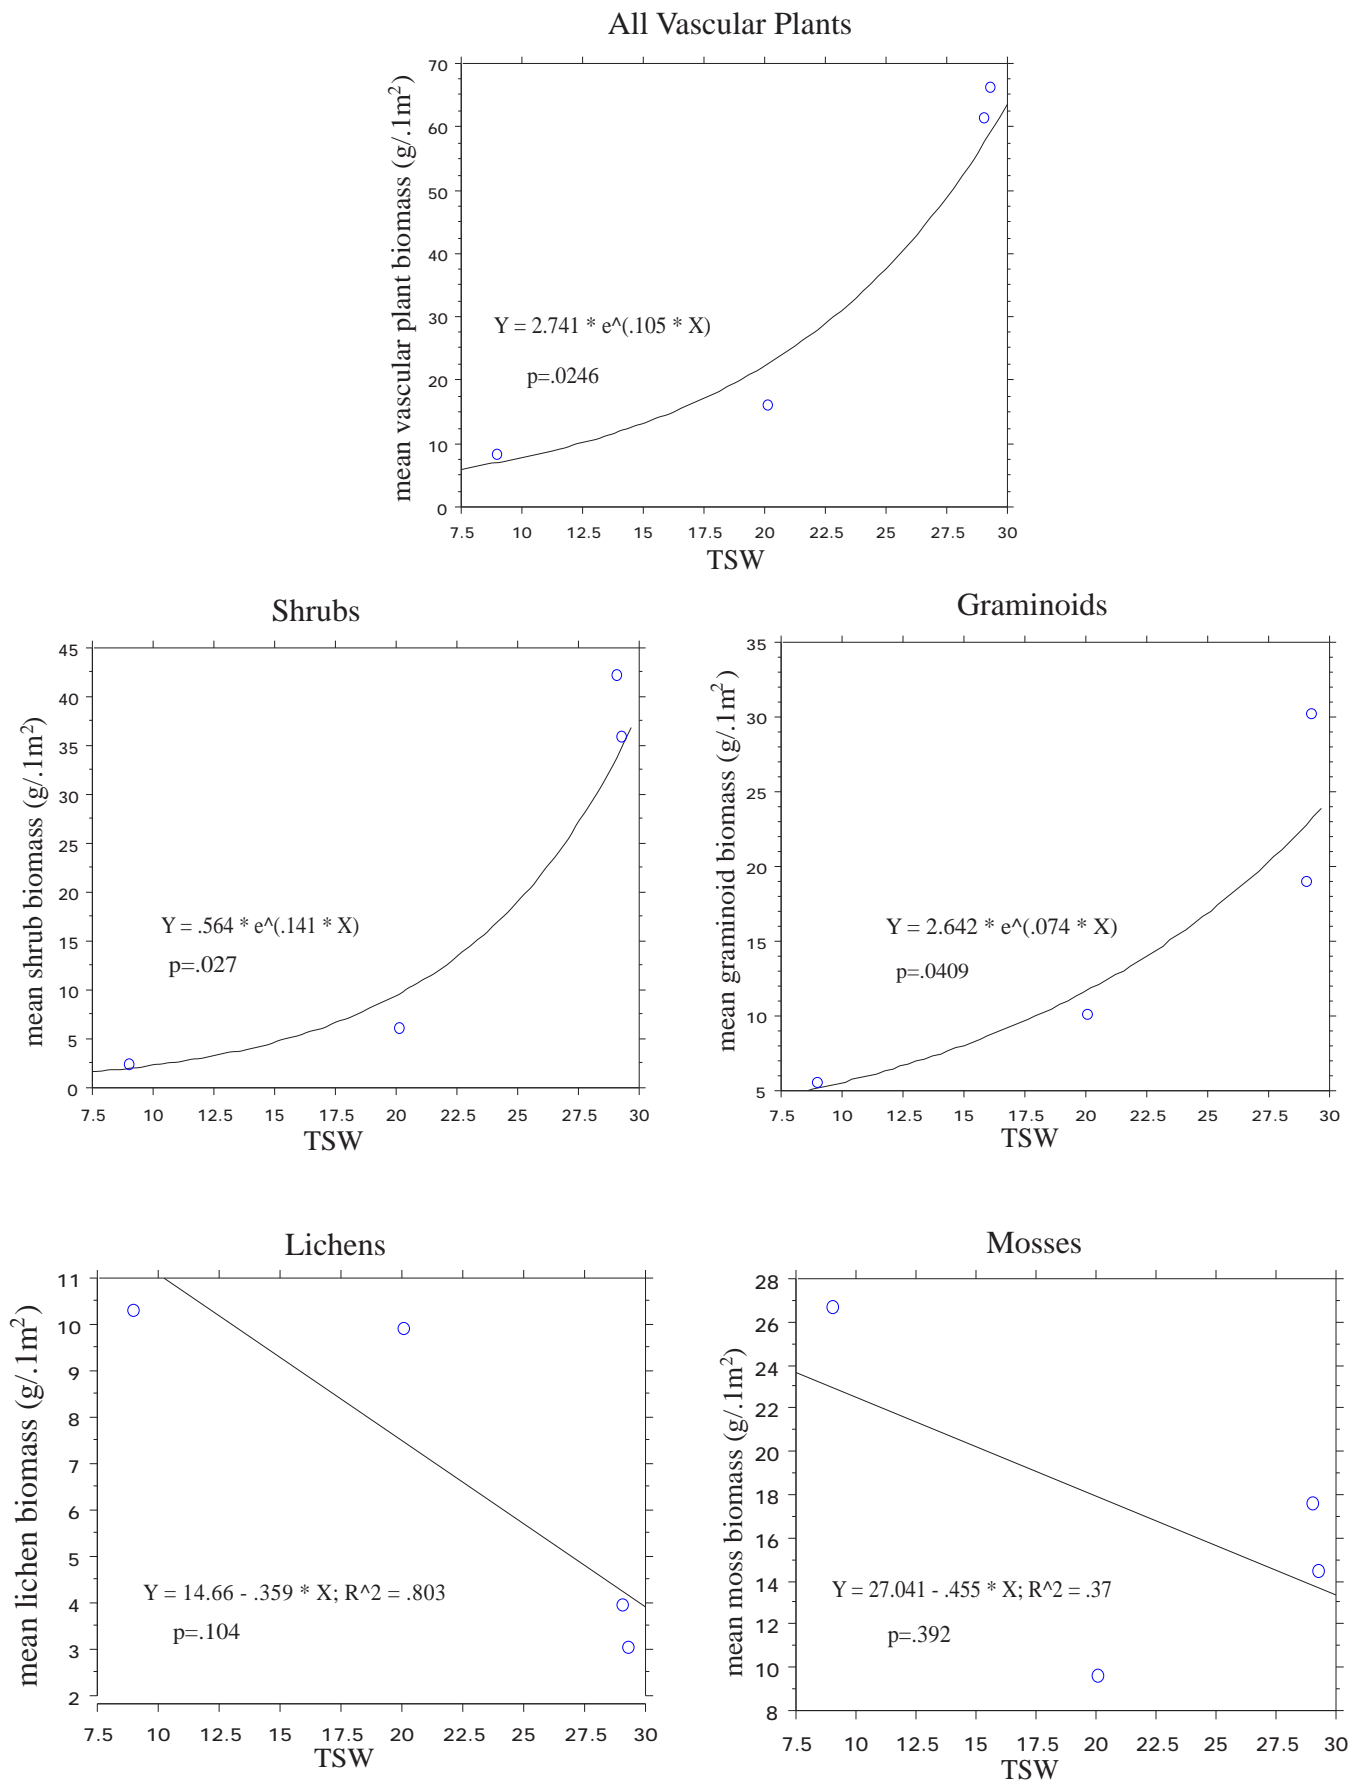 All Vascular Plants
mean vascular plant biomass (g/.1m²)
70
60
50
40
30
20
10
0
Y = 2.741 * e^(.105 * X)
p=.0246
7.5 10 12.5 15 17.5 20 22.5 25 27.5 30
TSW
Shrubs
mean shrub biomass (g/.1m²)
45
40
35
30
25
20
15
10
5
0
Y = .564 * e^(.141 * X)
p=.027
7.5 10 12.5 15 17.5 20 22.5 25 27.5 30
TSW
Graminoids
mean graminoid biomass (g/.1m²)
35
30
25
20
15
10
5
Y = 2.642 * e^(.074 * X)
p=.0409
7.5 10 12.5 15 17.5 20 22.5 25 27.5 30
TSW
Lichens
mean lichen biomass (g/.1m²)
11
10
9
8
7
6
5
4
3
2
Y = 14.66 - .359 * X; R^2 = .803
p=.104
7.5 10 12.5 15 17.5 20 22.5 25 27.5 30
TSW
Mosses
mean moss biomass (g/.1m²)
28
26
24
22
20
18
16
14
12
10
8
Y = 27.041 - .455 * X; R^2 = .37
p=.392
7.5 10 12.5 15 17.5 20 22.5 25 27.5 30
TSW